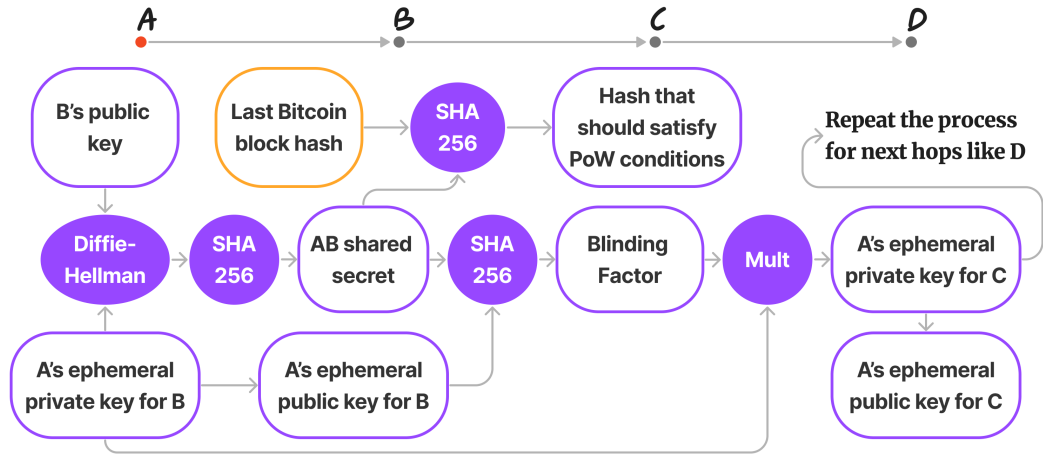 A
B
C
D
B’s public
key
Last Bitcoin
block hash
SHA
256
Hash that
should satisfy
PoW conditions
Repeat the process
for next hops like D
Diffie-
Hellman
SHA
256
AB shared
secret
SHA
256
Blinding
Factor
Mult
A’s ephemeral
private key for C
A’s ephemeral
private key for B
A’s ephemeral
public key for B
A’s ephemeral
public key for C